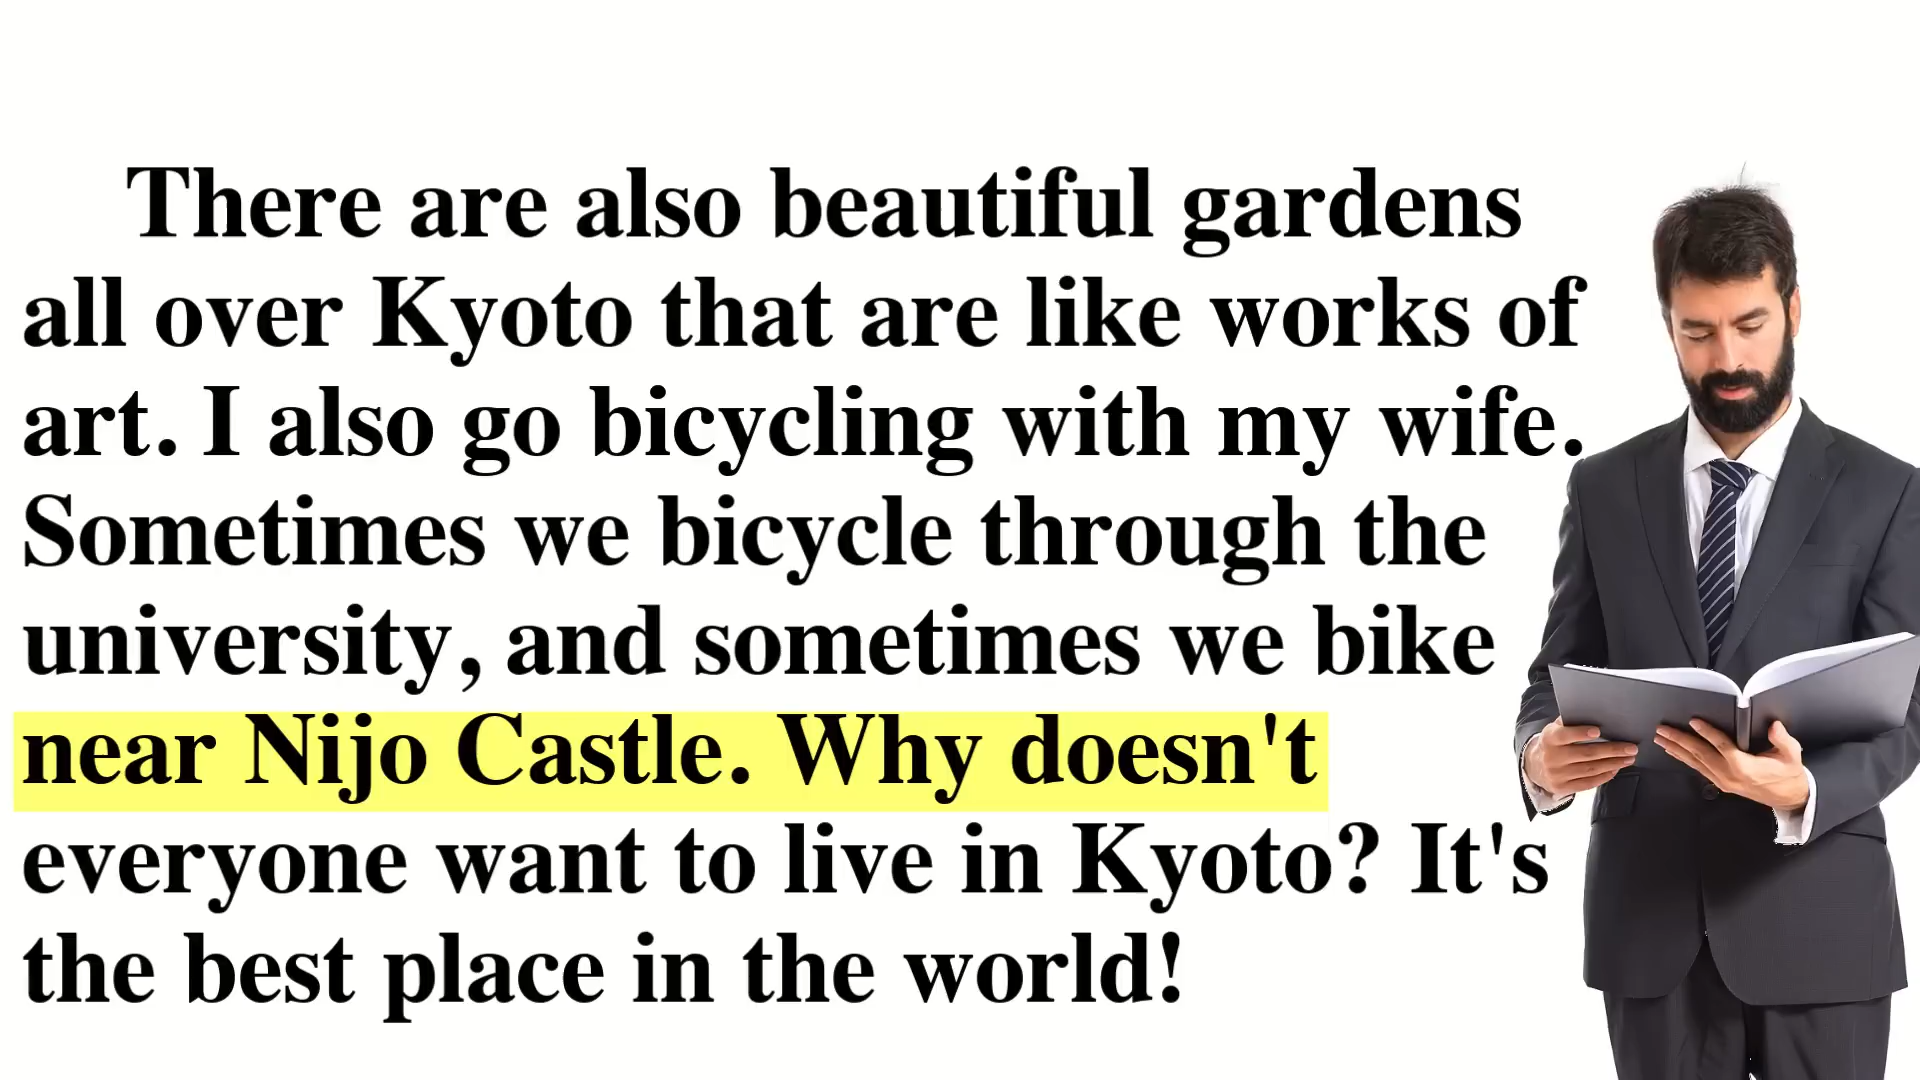 There are also beautiful gardens
all over Kyoto that are like works of
art. I also go bicycling with my wife.
Sometimes we bicycle through the
university, and sometimes we bike
near Nijo Castle. Why doesn't
everyone want to live in Kyoto? It's
the best place in the world!